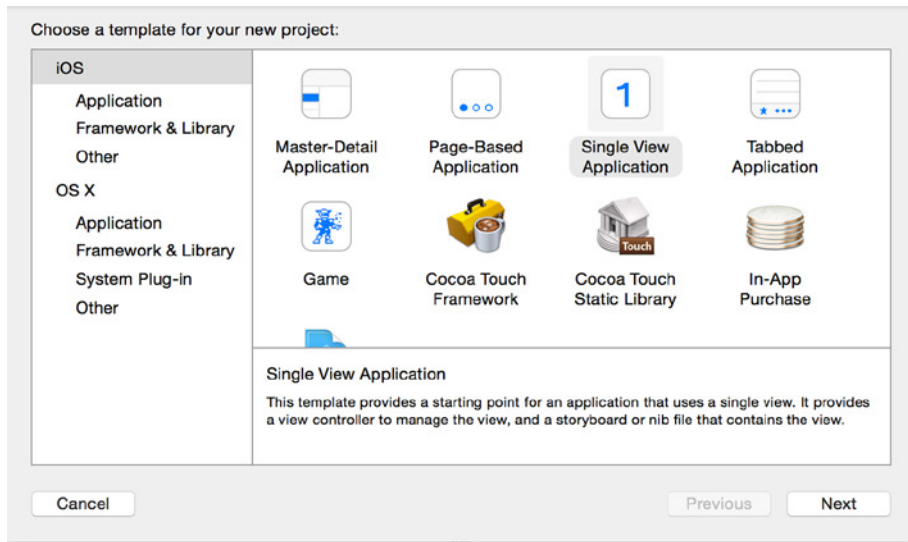 Choose a template for your new project:
iOS
Application
Framework & Library
Other
OS X
Application
Framework & Library
System Plug-in
Other
Master-Detail
Application
Page-Based
Application
1
Single View
Application
Tabbed
Application
Game
Cocoa Touch
Framework
Touch
Cocoa Touch
Static Library
In-App
Purchase
Single View Application
This template provides a starting point for an application that uses a single view. It provides
a view controller to manage the view, and a storyboard or nib file that contains the view.
Cancel
Previous
Next